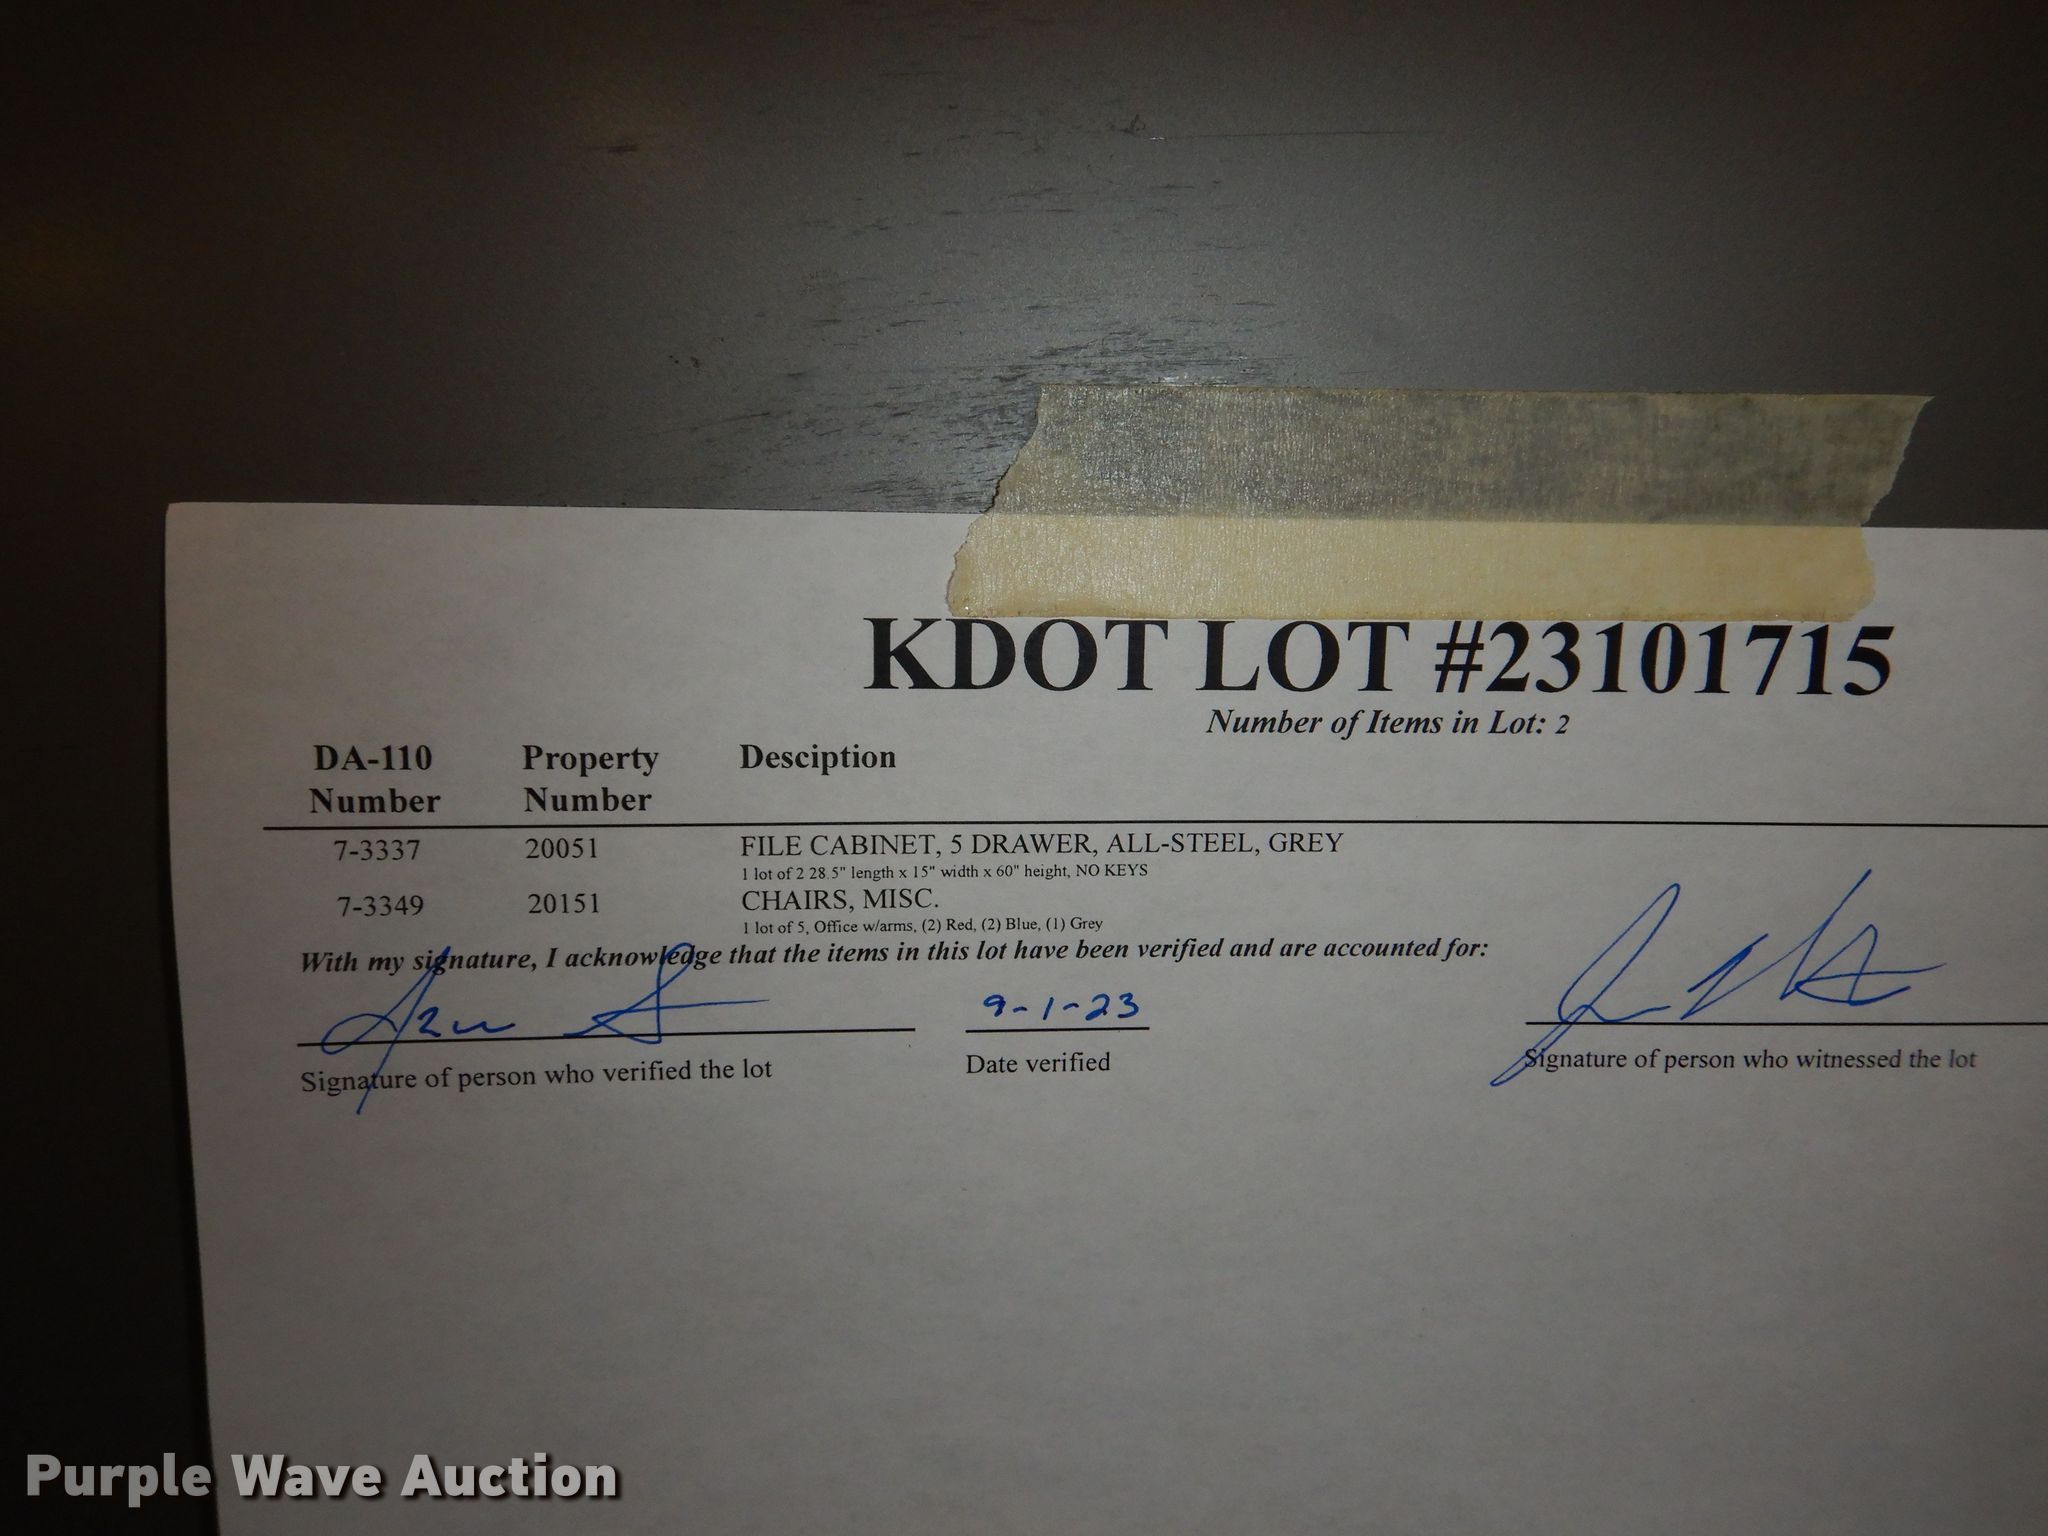 KDOT LOT #23101715
Number of Items in Lot: 2
DA-110 Number Property Number Desciption
7-3337 20051 FILE CABINET, 5 DRAWER, ALL-STEEL, GREY
1 lot of 2 28.5" length x 15" width x 60" height, NO KEYS
7-3349 20151 CHAIRS, MISC.
1 lot of 5, Office w/arms, (2) Red, (2) Blue, (1) Grey
With my signature, I acknowledge that the items in this lot have been verified and are accounted for:
9-1-23
Signature of person who verified the lot Date verified Signature of person who witnessed the lot
Purple Wave Auction